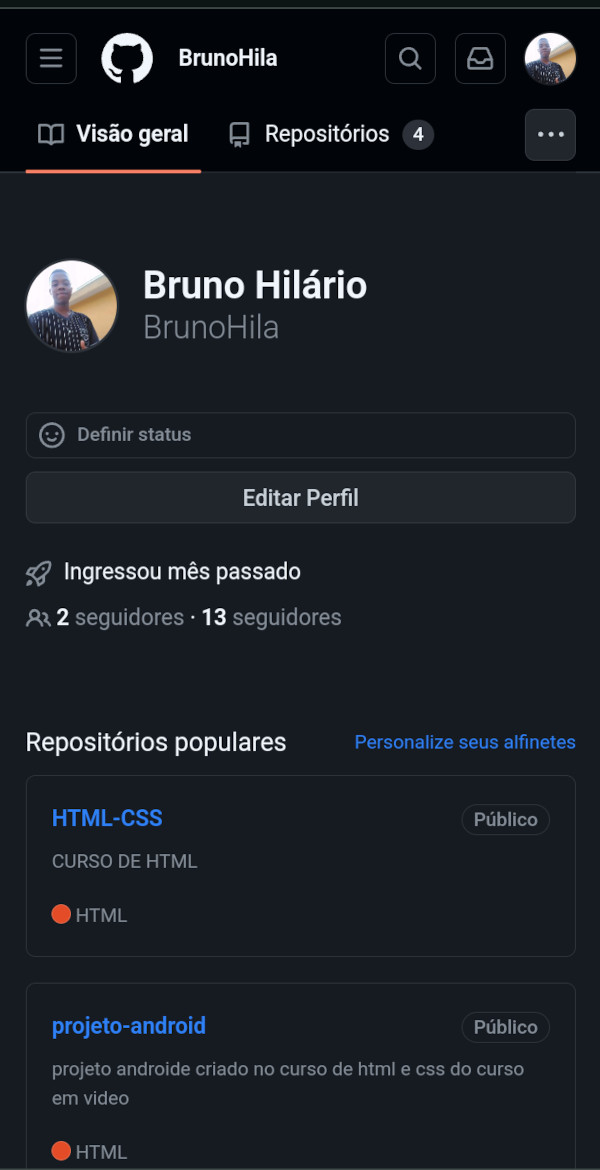 BrunoHila
Visão geral Repositórios 4
Bruno Hilário
BrunoHila
Definir status
Editar Perfil
Ingressou mês passado
2 seguidores · 13 seguidores
Repositórios populares Personalize seus alfinetes
HTML-CSS Público
CURSO DE HTML
HTML
projeto-android Público
projeto androide criado no curso de html e css do curso
em video
HTML